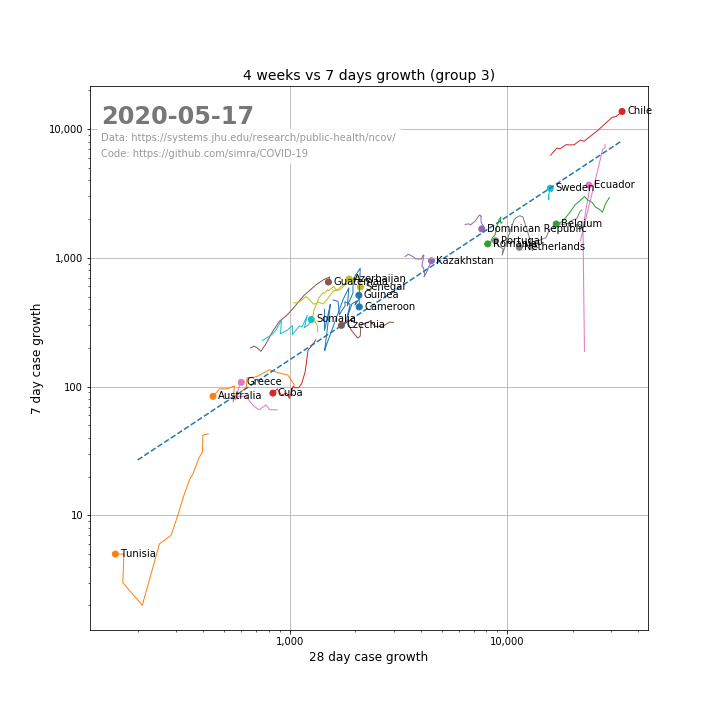 4 weeks vs 7 days growth (group 3)
2020-05-17
Data: https://systems.jhu.edu/research/public-health/ncov/
Code: https://github.com/simra/COVID-19
10,000
1,000
100
10
7 day case growth
Chile
Sweden
Ecuador
Belgium
Dominican Republic
Portugal
Romania
Netherlands
Kazakhstan
Azerbaijan
Guatemala
Senegal
Guinea
Cameroon
Somalia
Czechia
Greece
Cuba
Australia
Tunisia
1,000
10,000
28 day case growth